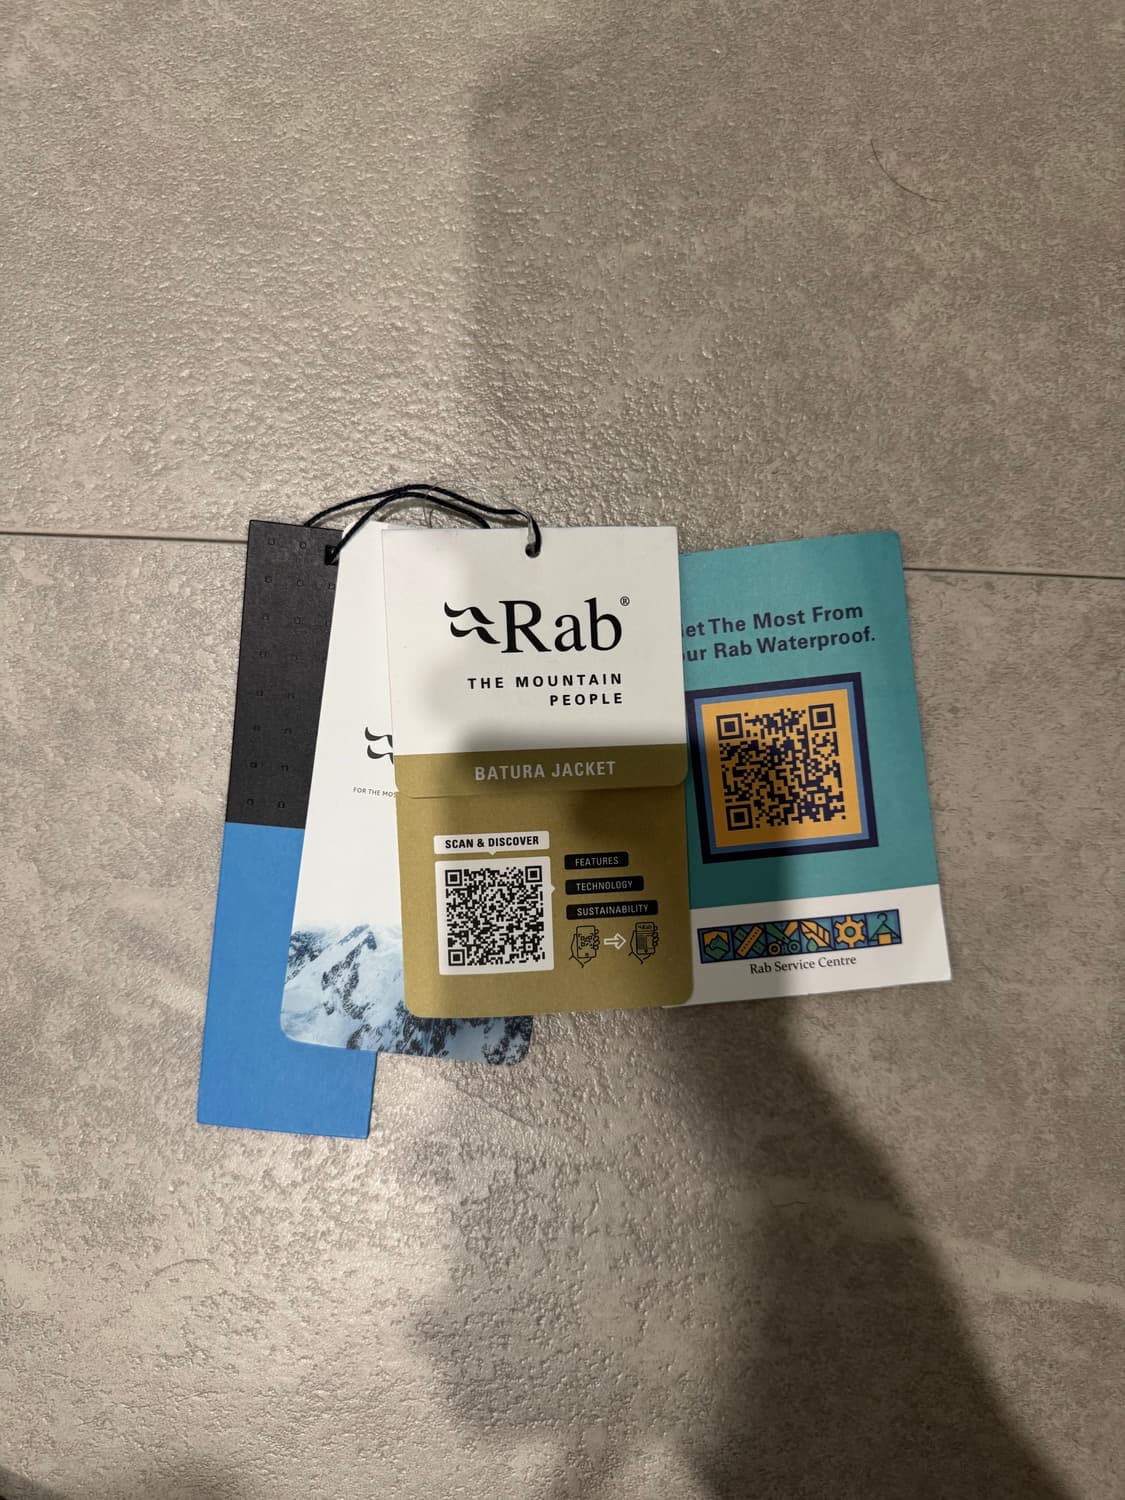 Rab®
THE MOUNTAIN
PEOPLE
BATURA JACKET
SCAN & DISCOVER
FEATURES
TECHNOLOGY
SUSTAINABILITY
FOR THE MOS
et The Most From
ur Rab Waterproof.
Rab Service Centre